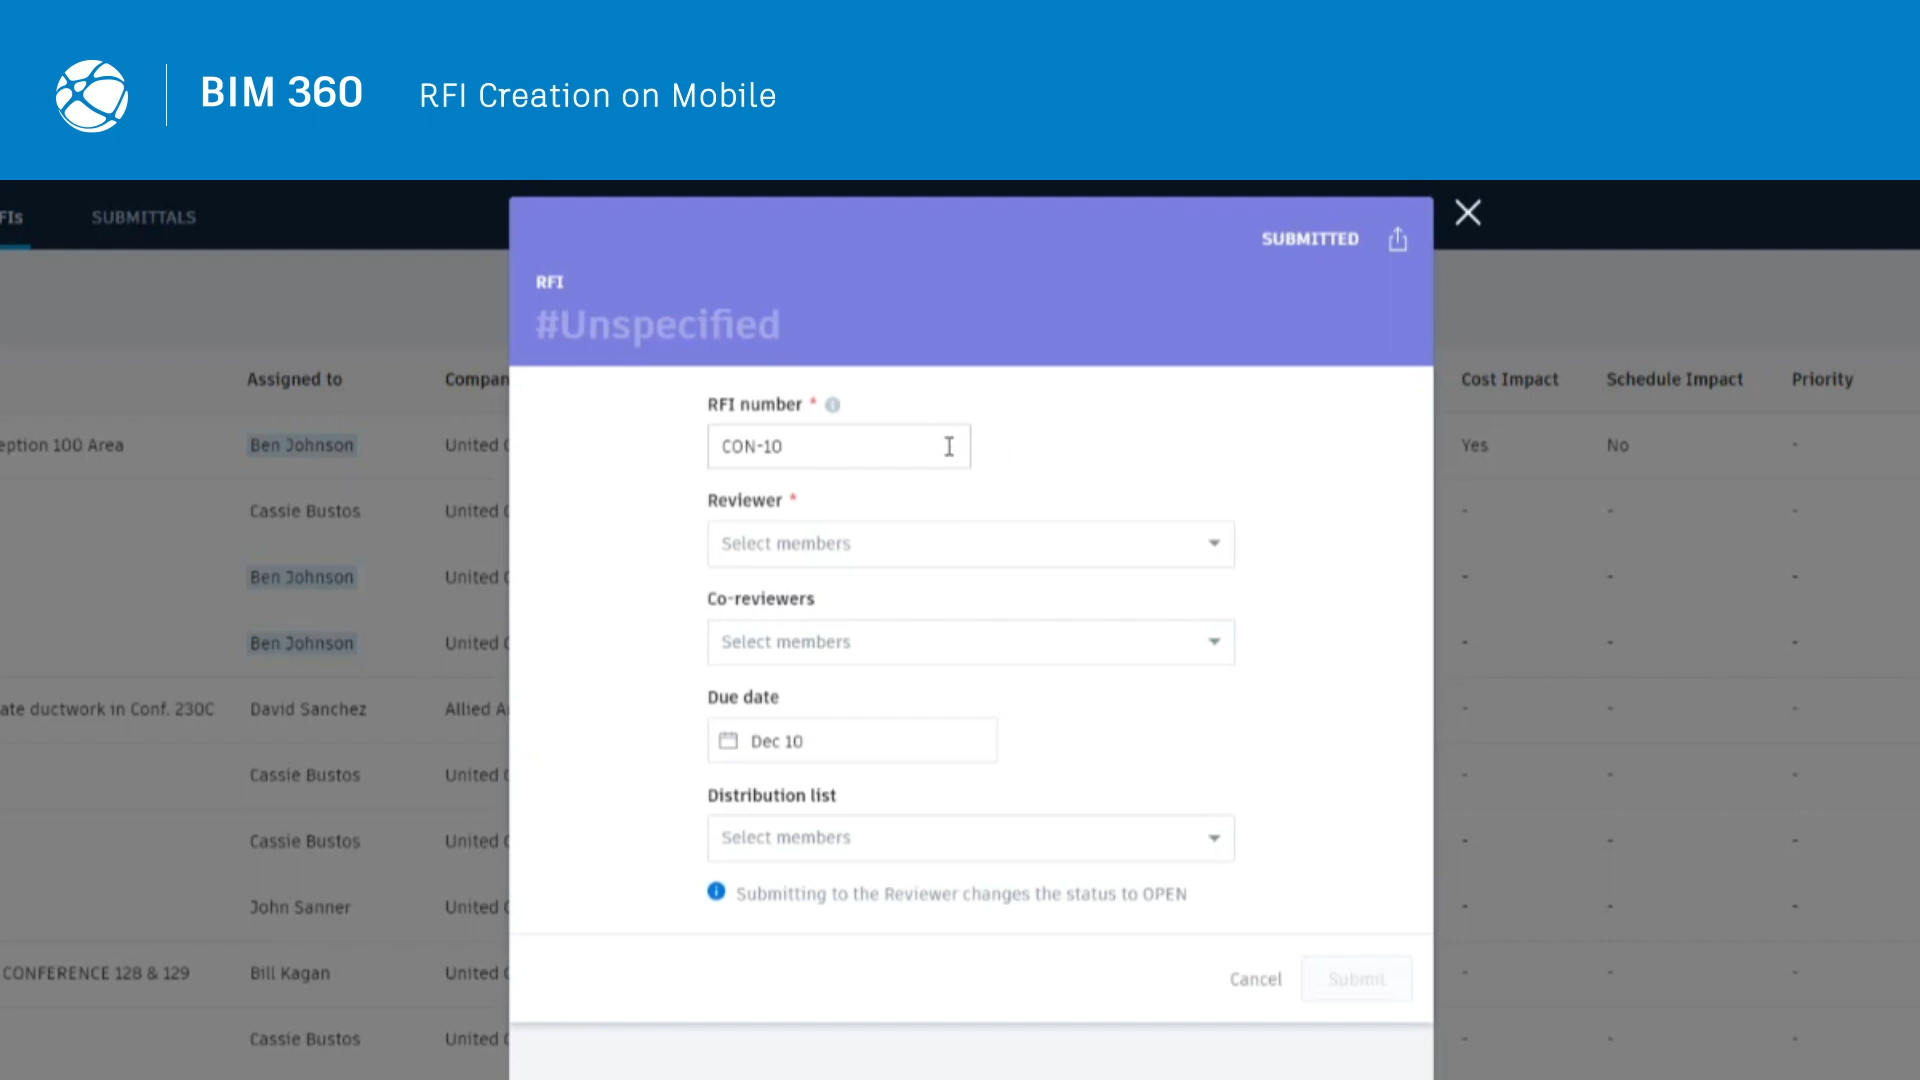 BIM 360 RFI Creation on Mobile
FIs SUBMITTALS
SUBMITTED
RFI
#Unspecified
Assigned to Compan Cost Impact Schedule Impact Priority
RFI number *
CON-10
eption 100 Area Ben Johnson United C Yes No -
Reviewer *
Cassie Bustos United C - - -
Select members
Ben Johnson United C - - -
Co-reviewers
Select members
Ben Johnson United C - - -
Due date
ate ductwork in Conf. 230C David Sanchez Allied A - - -
Dec 10
Cassie Bustos United C - - -
Distribution list
Select members
Cassie Bustos United C - - -
Submitting to the Reviewer changes the status to OPEN
John Sanner United C - - -
CONFERENCE 128 & 129 Bill Kagan United C - - -
Cancel Submit
Cassie Bustos United C - - -